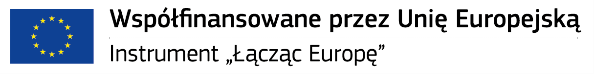 Współfinansowane przez Unię Europejską
Instrument „Łącząc Europę”